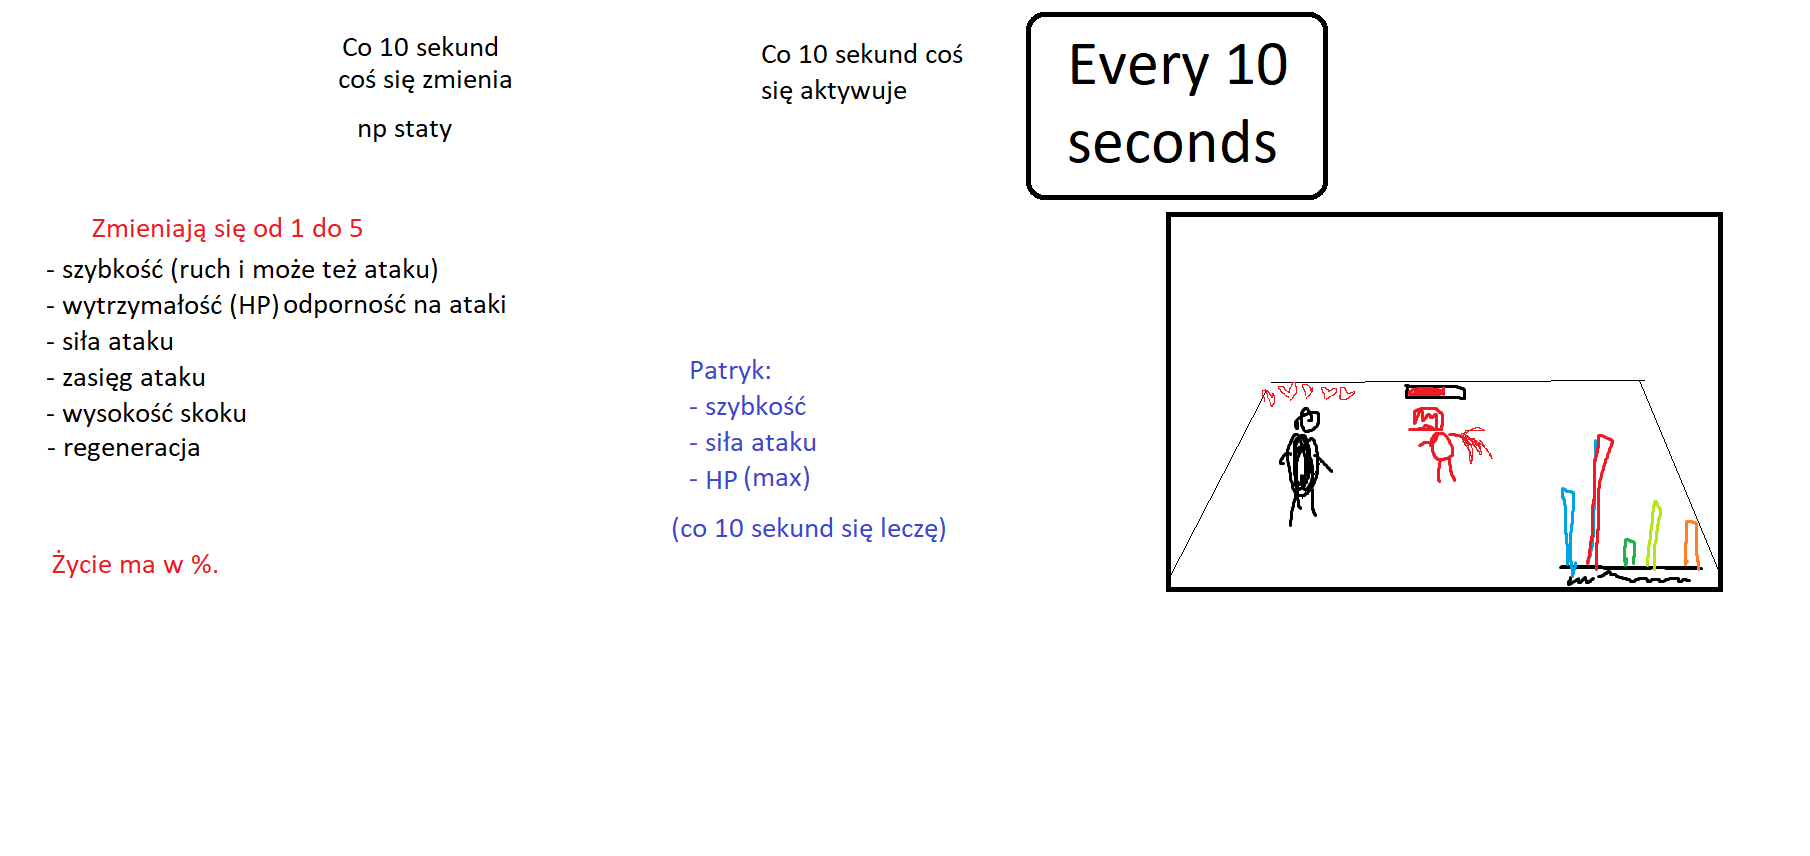 Co 10 sekund
coś się zmienia
np staty
Co 10 sekund coś
się aktywuje
Every 10
seconds
Zmieniają się od 1 do 5
- szybkość (ruch i może też ataku)
- wytrzymałość (HP) odporność na ataki
- siła ataku
- zasięg ataku
- wysokość skoku
- regeneracja
Patryk:
- szybkość
- siła ataku
- HP (max)
(co 10 sekund się leczę)
Życie ma w %.